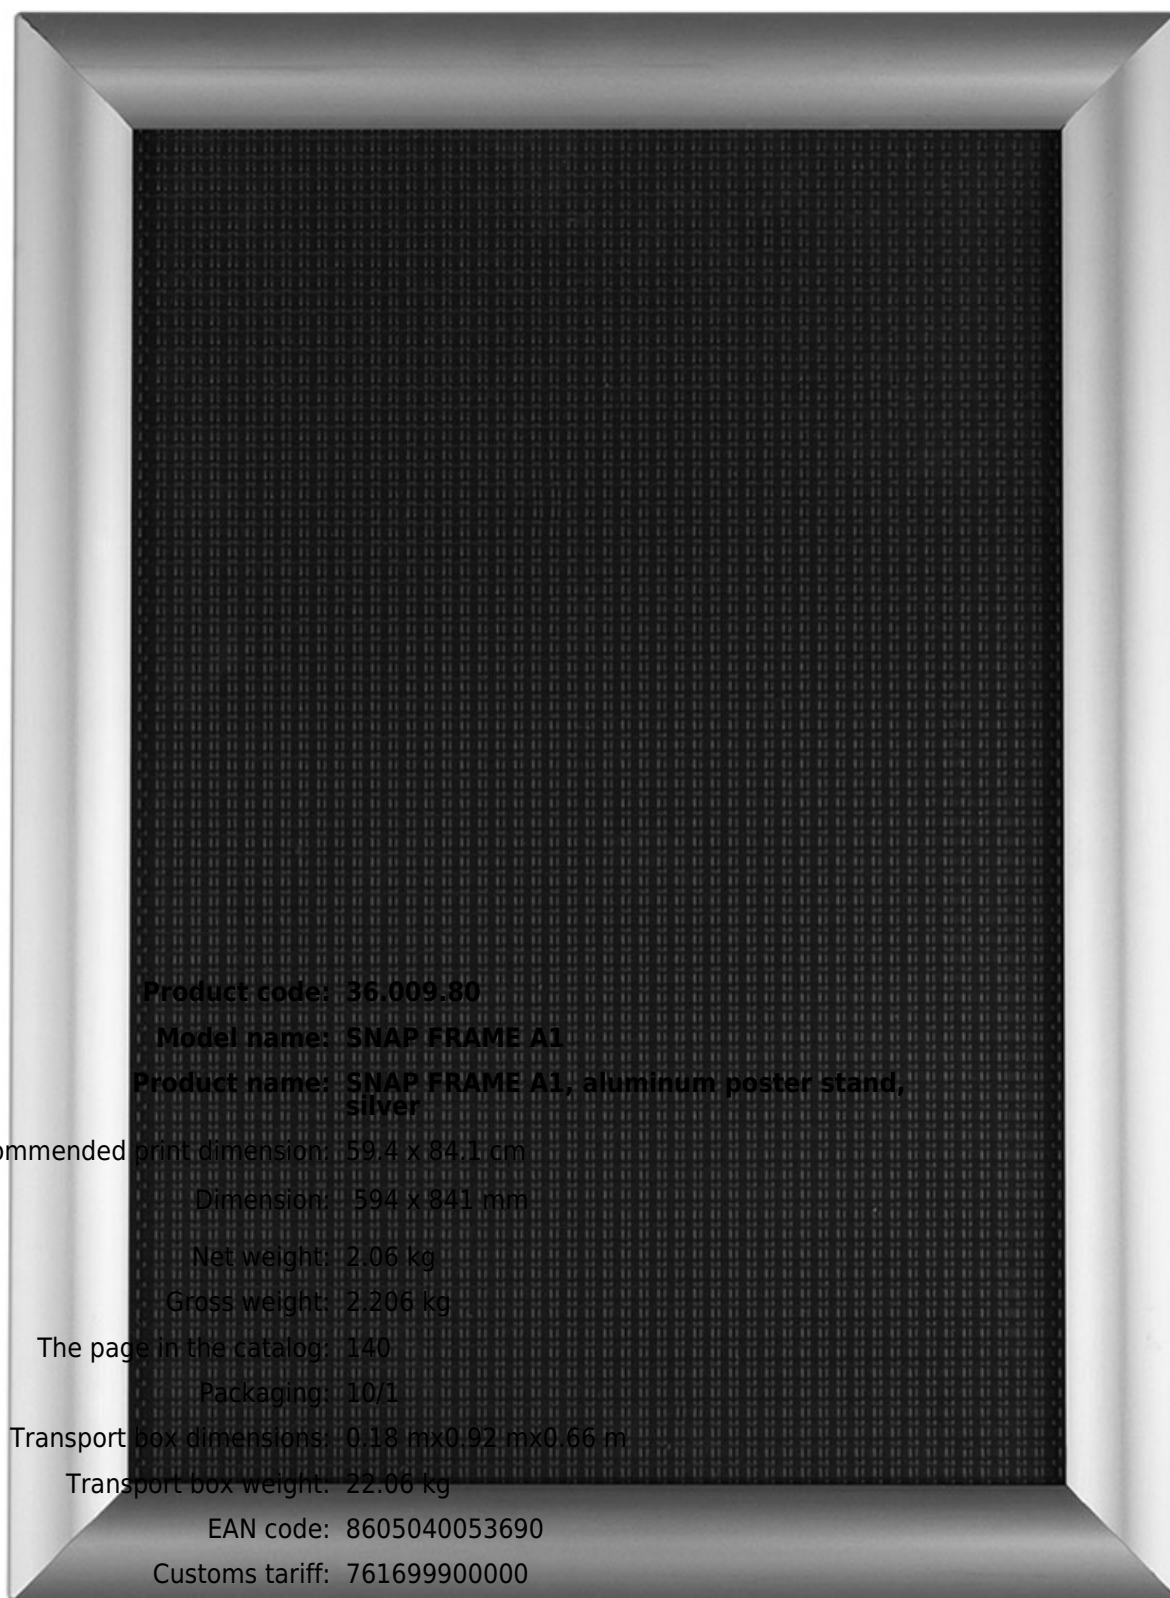 Product code: 36.009.80
Model name: SNAP FRAME A1
Product name: SNAP FRAME A1, aluminum poster stand,
silver
ommended print dimension: 59.4 x 84.1 cm
Dimension: 594 x 841 mm
Net weight: 2.06 kg
Gross weight: 2.206 kg
The page in the catalog: 140
Packaging: 10/1
Transport box dimensions: 0.18 mx0.92 mx0.66 m
Transport box weight: 22.06 kg
EAN code: 8605040053690
Customs tariff: 761699900000